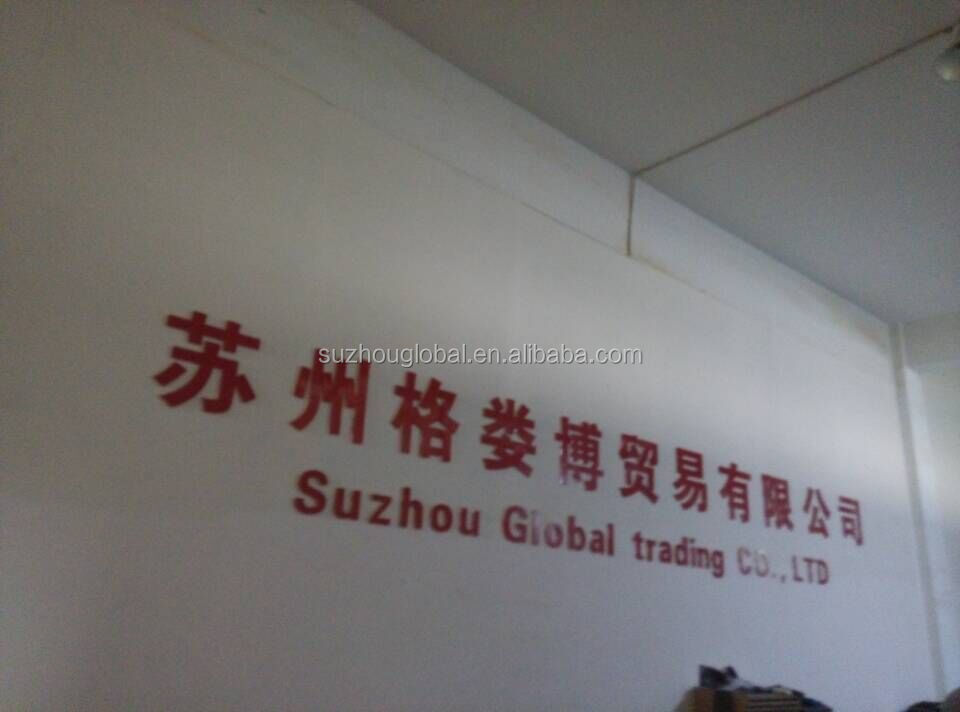 suzhouglobal.en.alibaba.com
苏州格娄博贸易有限公司
Suzhou Global trading CO.,LTD